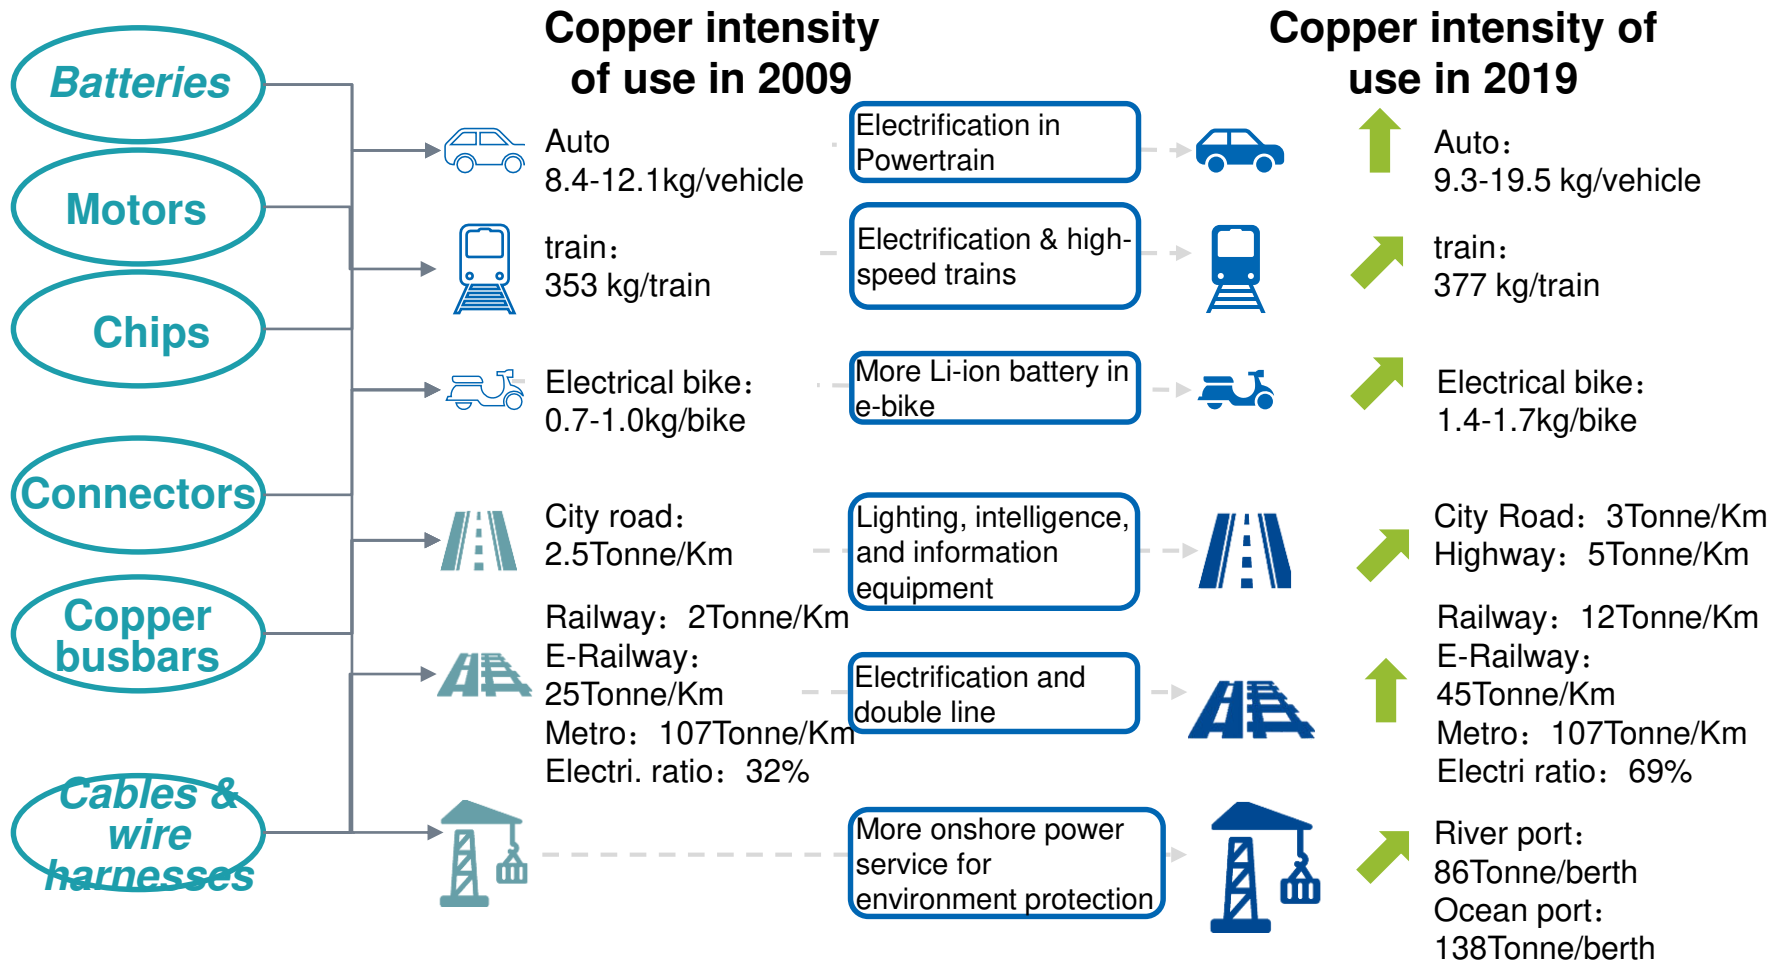 Copper intensity
of use in 2009
Copper intensity of
use in 2019
Batteries
Motors
Chips
Connectors
Copper
busbars
Cables &
wire
harnesses
Auto
8.4-12.1kg/vehicle
Electrification in
Powertrain
Auto：
9.3-19.5 kg/vehicle
train：
353 kg/train
Electrification & high-
speed trains
train：
377 kg/train
Electrical bike：
0.7-1.0kg/bike
More Li-ion battery in
e-bike
Electrical bike：
1.4-1.7kg/bike
City road：
2.5Tonne/Km
Lighting, intelligence,
and information
equipment
City Road：3Tonne/Km
Highway：5Tonne/Km
Railway：2Tonne/Km
E-Railway：
25Tonne/Km
Metro：107Tonne/Km
Electri. ratio：32%
Electrification and
double line
Railway：12Tonne/Km
E-Railway：
45Tonne/Km
Metro：107Tonne/Km
Electri ratio：69%
More onshore power
service for
environment protection
River port：
86Tonne/berth
Ocean port：
138Tonne/berth